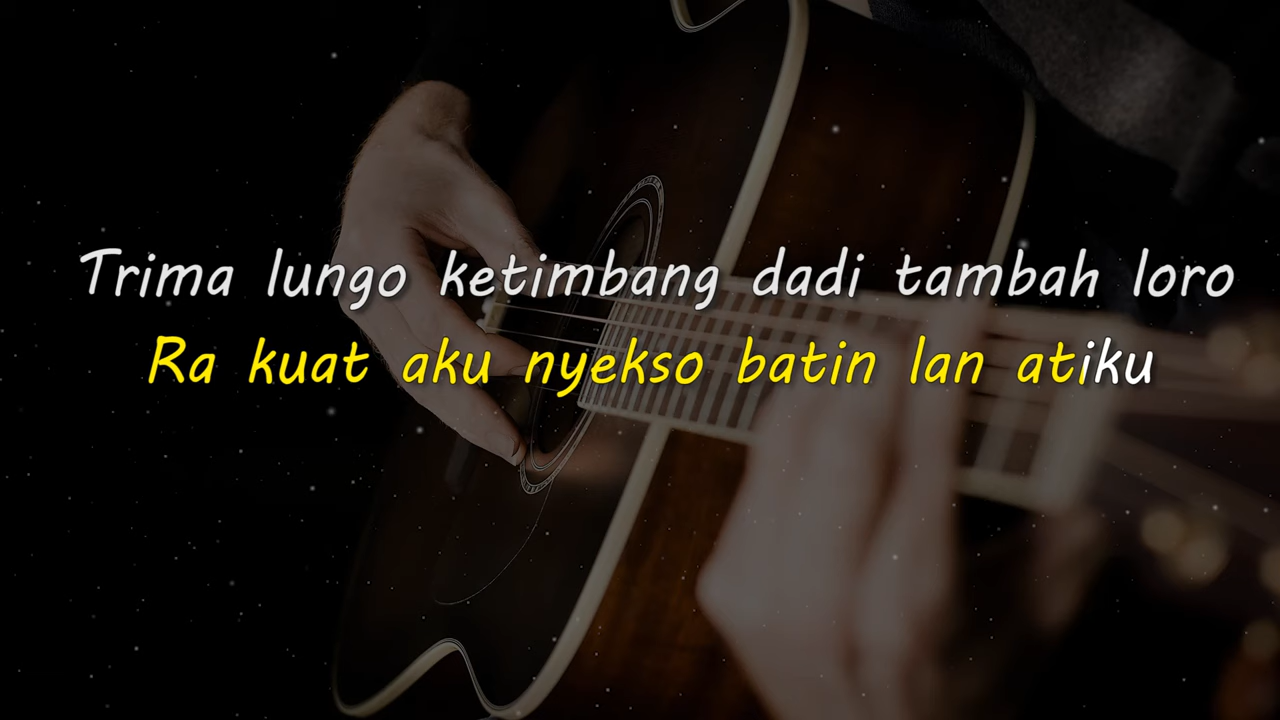 Trima lungo ketimbang dadi tambah loro
Ra kuat aku nyekso batin lan atiku